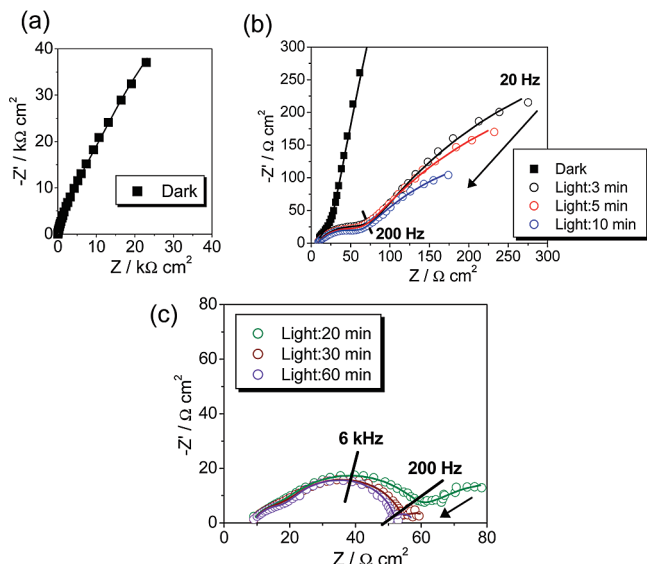 (a)
40
30
20
10
0
0 10 20 30 40
-Z' / kΩ cm²
Z / kΩ cm²
Dark
(b)
300
250
200
150
100
50
0
0 50 100 150 200 250 300
-Z' / Ω cm²
Z / Ω cm²
20 Hz
200 Hz
Dark
Light:3 min
Light:5 min
Light:10 min
(c)
80
60
40
20
0
0 20 40 60 80
-Z' / Ω cm²
Z / Ω cm²
Light:20 min
Light:30 min
Light:60 min
6 kHz
200 Hz